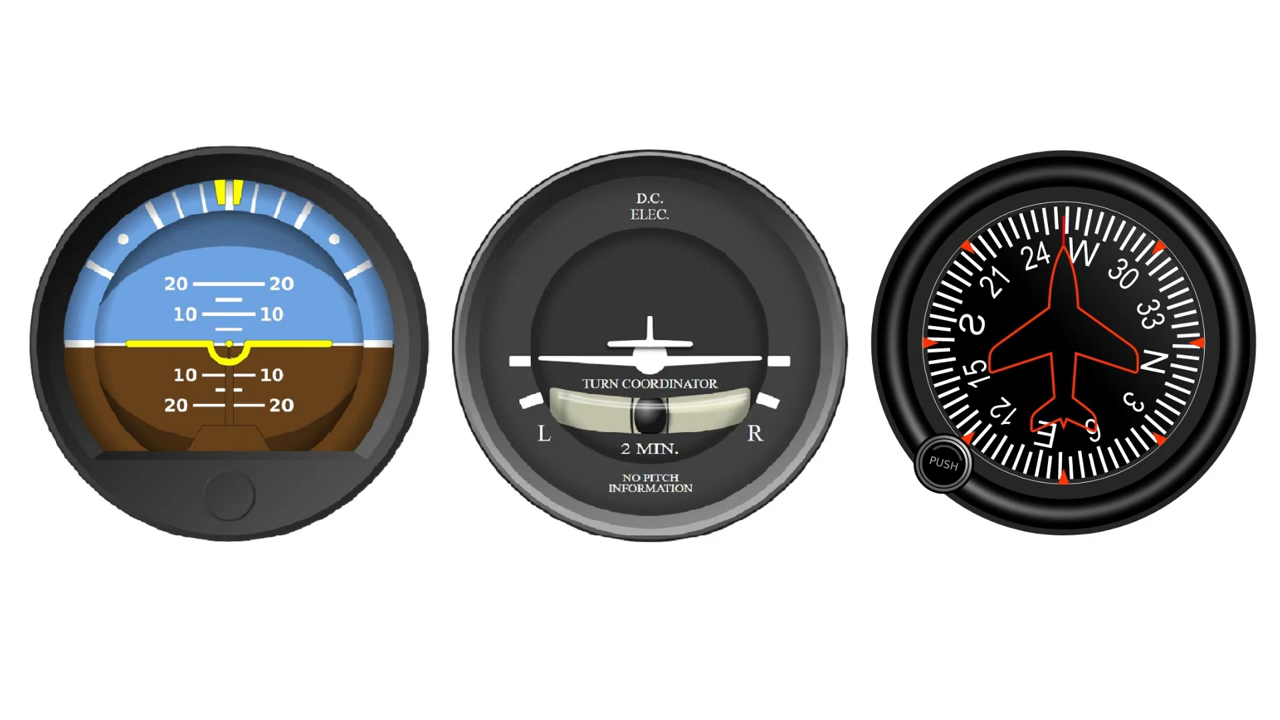 20 20
10 10
10 10
20 20
D.C.
ELEC.
TURN COORDINATOR
L R
2 MIN.
NO PITCH
INFORMATION
24
W
30
33
N
3
6
E
12
15
S
21
PUSH